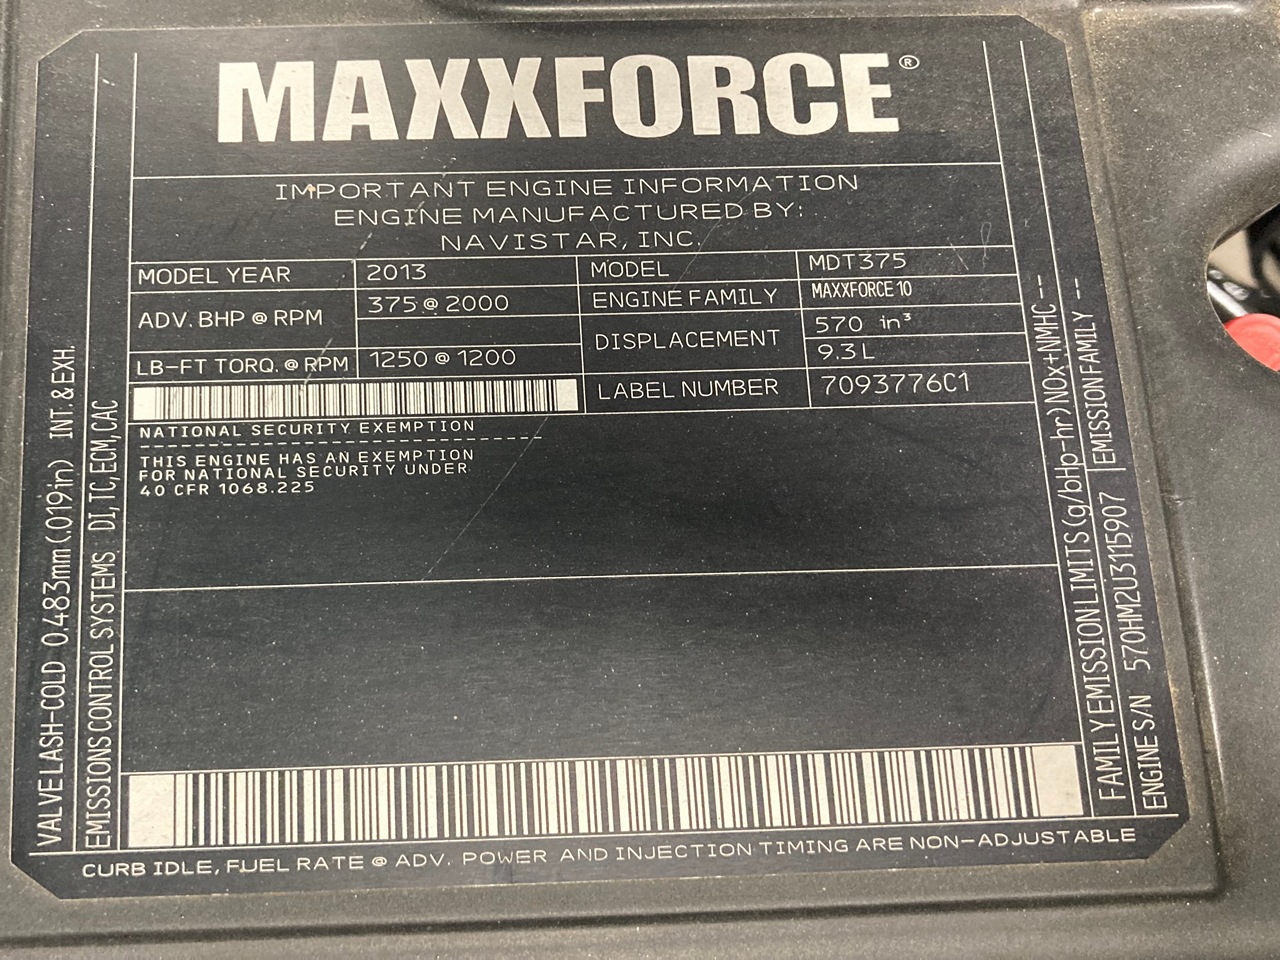 MAXXFORCE®
IMPORTANT ENGINE INFORMATION
ENGINE MANUFACTURED BY:
NAVISTAR, INC.
MODEL YEAR 2013 MODEL MDT375
ADV. BHP @ RPM 375 @ 2000 ENGINE FAMILY MAXXFORCE 10
DISPLACEMENT 570 in³
9.3L
LB-FT TORQ. @ RPM 1250 @ 1200
LABEL NUMBER 7093776C1
NATIONAL SECURITY EXEMPTION
THIS ENGINE HAS AN EXEMPTION
FOR NATIONAL SECURITY UNDER
40 CFR 1068.225
VALVE LASH-COLD 0.483mm (.019in) INT. & EXH.
EMISSIONS CONTROL SYSTEMS DI, TC, ECM, CAC
FAMILY EMISSION LIMITS (g/bHp-hr) NOx+NMHC --
ENGINE S/N 570HM2U3115907 EMISSION FAMILY --
CURB IDLE, FUEL RATE @ ADV. POWER AND INJECTION TIMING ARE NON-ADJUSTABLE